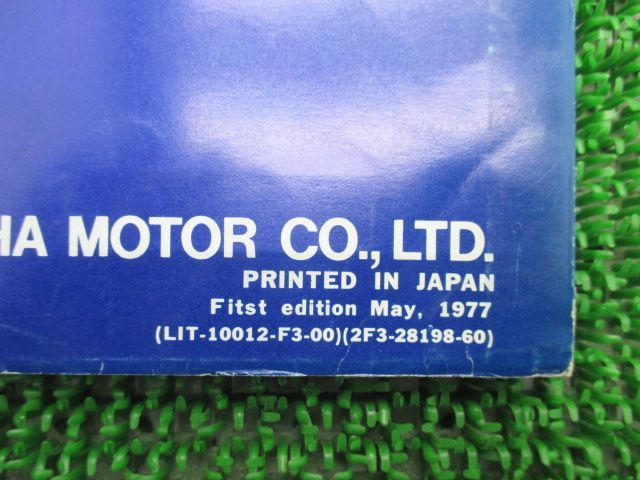 HA MOTOR CO., LTD.
PRINTED IN JAPAN
Fitst edition May, 1977
(LIT-10012-F3-00)(2F3-28198-60)